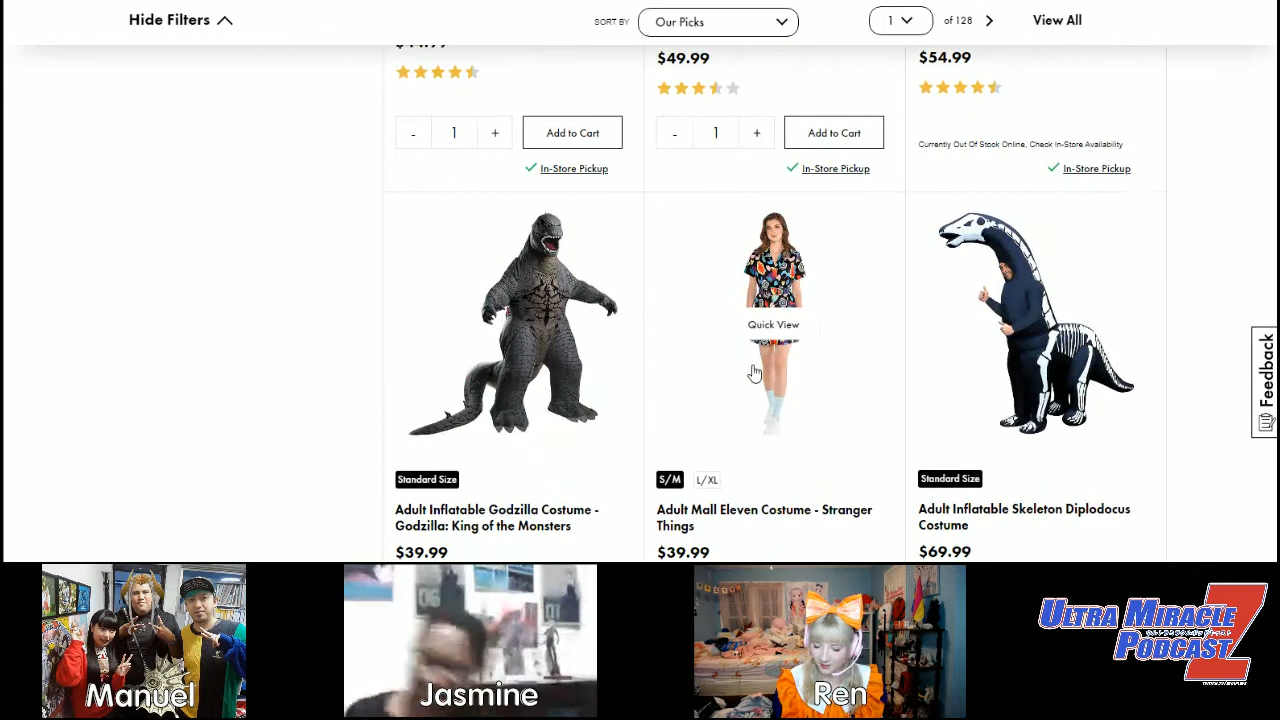 Hide Filters
SORT BY
Our Picks
1
of 128
View All
$49.99
$54.99
- 1 +
Add to Cart
- 1 +
Add to Cart
Currently Out Of Stock Online, Check In-Store Availability
In-Store Pickup
In-Store Pickup
In-Store Pickup
Quick View
Feedback
Standard Size
S/M
L/XL
Standard Size
Adult Inflatable Godzilla Costume -
Godzilla: King of the Monsters
Adult Mall Eleven Costume - Stranger
Things
Adult Inflatable Skeleton Diplodocus
Costume
$39.99
$39.99
$69.99
Manuel
Jasmine
Ren
ULTRA MIRACLE
PODCAST
Z